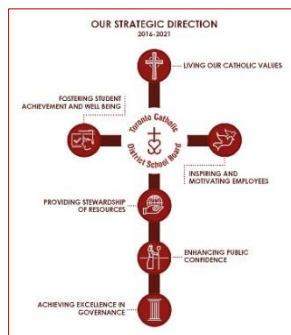 OUR STRATEGIC DIRECTION
2016-2021
LIVING OUR CATHOLIC VALUES
FOSTERING STUDENT
ACHIEVEMENT AND WELL BEING
Toronto Catholic
District School Board
INSPIRING AND
MOTIVATING EMPLOYEES
PROVIDING STEWARDSHIP
OF RESOURCES
ENHANCING PUBLIC
CONFIDENCE
ACHIEVING EXCELLENCE IN
GOVERNANCE